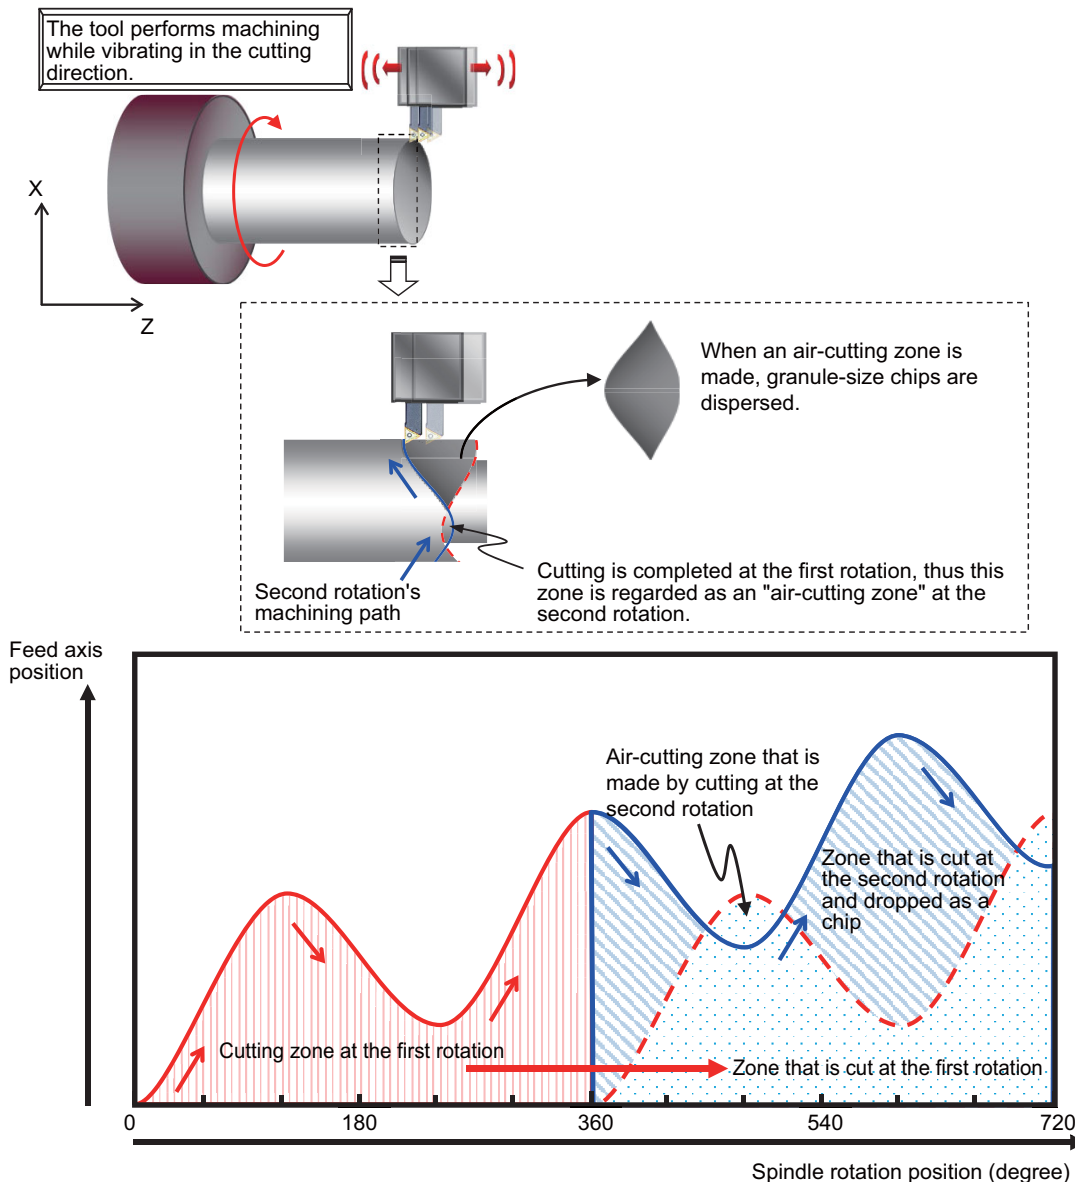 The tool performs machining
while vibrating in the cutting
direction.
X
Z
When an air-cutting zone is
made, granule-size chips are
dispersed.
Second rotation's
machining path
Cutting is completed at the first rotation, thus this
zone is regarded as an "air-cutting zone" at the
second rotation.
Feed axis
position
Air-cutting zone that is
made by cutting at the
second rotation
Zone that is cut at
the second rotation
and dropped as a
chip
Cutting zone at the first rotation
Zone that is cut at the first rotation
0
180
360
540
720
Spindle rotation position (degree)